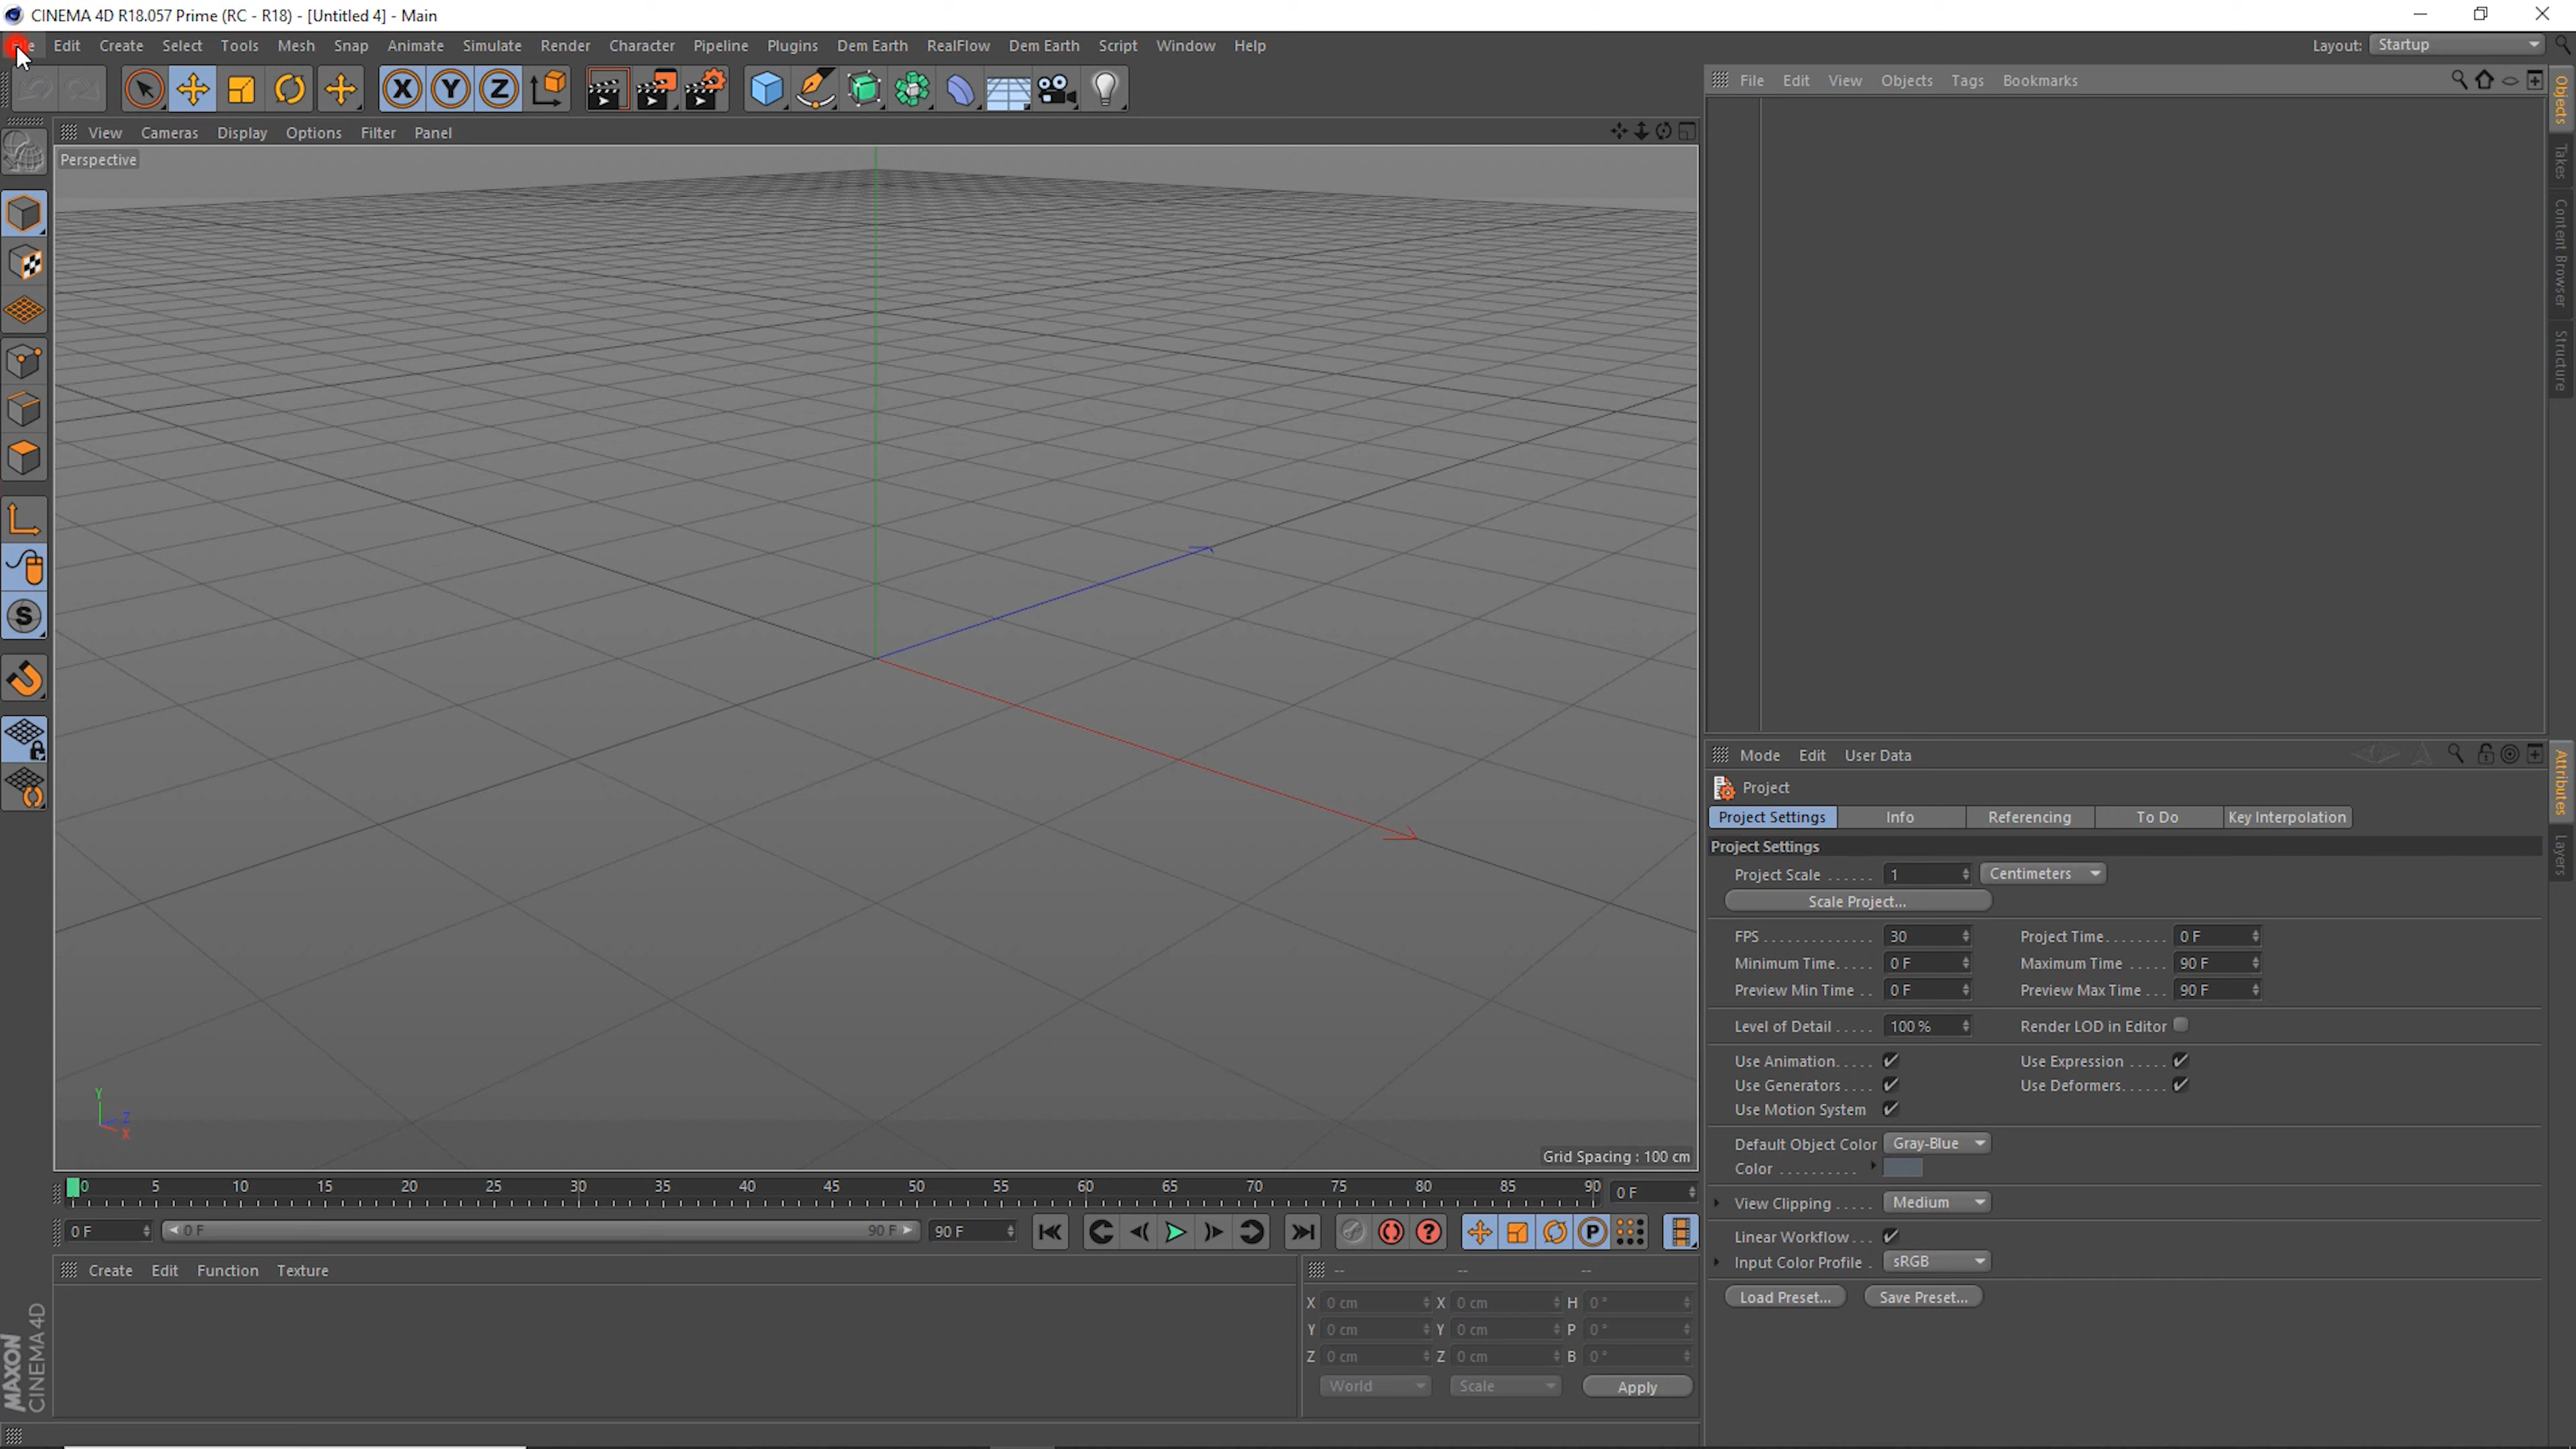 CINEMA 4D R18.057 Prime (RC - R18) - [Untitled 4] - Main
Edit Create Select Tools Mesh Snap Animate Simulate Render Character Pipeline Plugins Dem Earth RealFlow Dem Earth Script Window Help Layout: Startup
X Y Z
File Edit View Objects Tags Bookmarks
Objects
Takes
Content Browser
Structure
View Cameras Display Options Filter Panel
Perspective
S
Y
Z
X
Grid Spacing : 100 cm
Mode Edit User Data
Attributes
Layers
Project
Project Settings Info Referencing To Do Key Interpolation
Project Settings
Project Scale ...... 1 Centimeters
Scale Project...
FPS .............. 30 Project Time........ 0 F
Minimum Time..... 0 F Maximum Time ..... 90 F
Preview Min Time .. 0 F Preview Max Time ... 90 F
Level of Detail ..... 100 % Render LOD in Editor
Use Animation..... Use Expression .....
Use Generators .... Use Deformers......
Use Motion System
Default Object Color Gray-Blue
Color ..........
View Clipping ..... Medium
Linear Workflow ...
Input Color Profile . sRGB
Load Preset... Save Preset...
0 5 10 15 20 25 30 35 40 45 50 55 60 65 70 75 80 85 90 0 F
0 F 0 F 90 F 90 F ? P
Create Edit Function Texture -- -- --
X 0 cm X 0 cm H 0 °
Y 0 cm Y 0 cm P 0 °
Z 0 cm Z 0 cm B 0 °
World Scale Apply
MAXON
CINEMA 4D